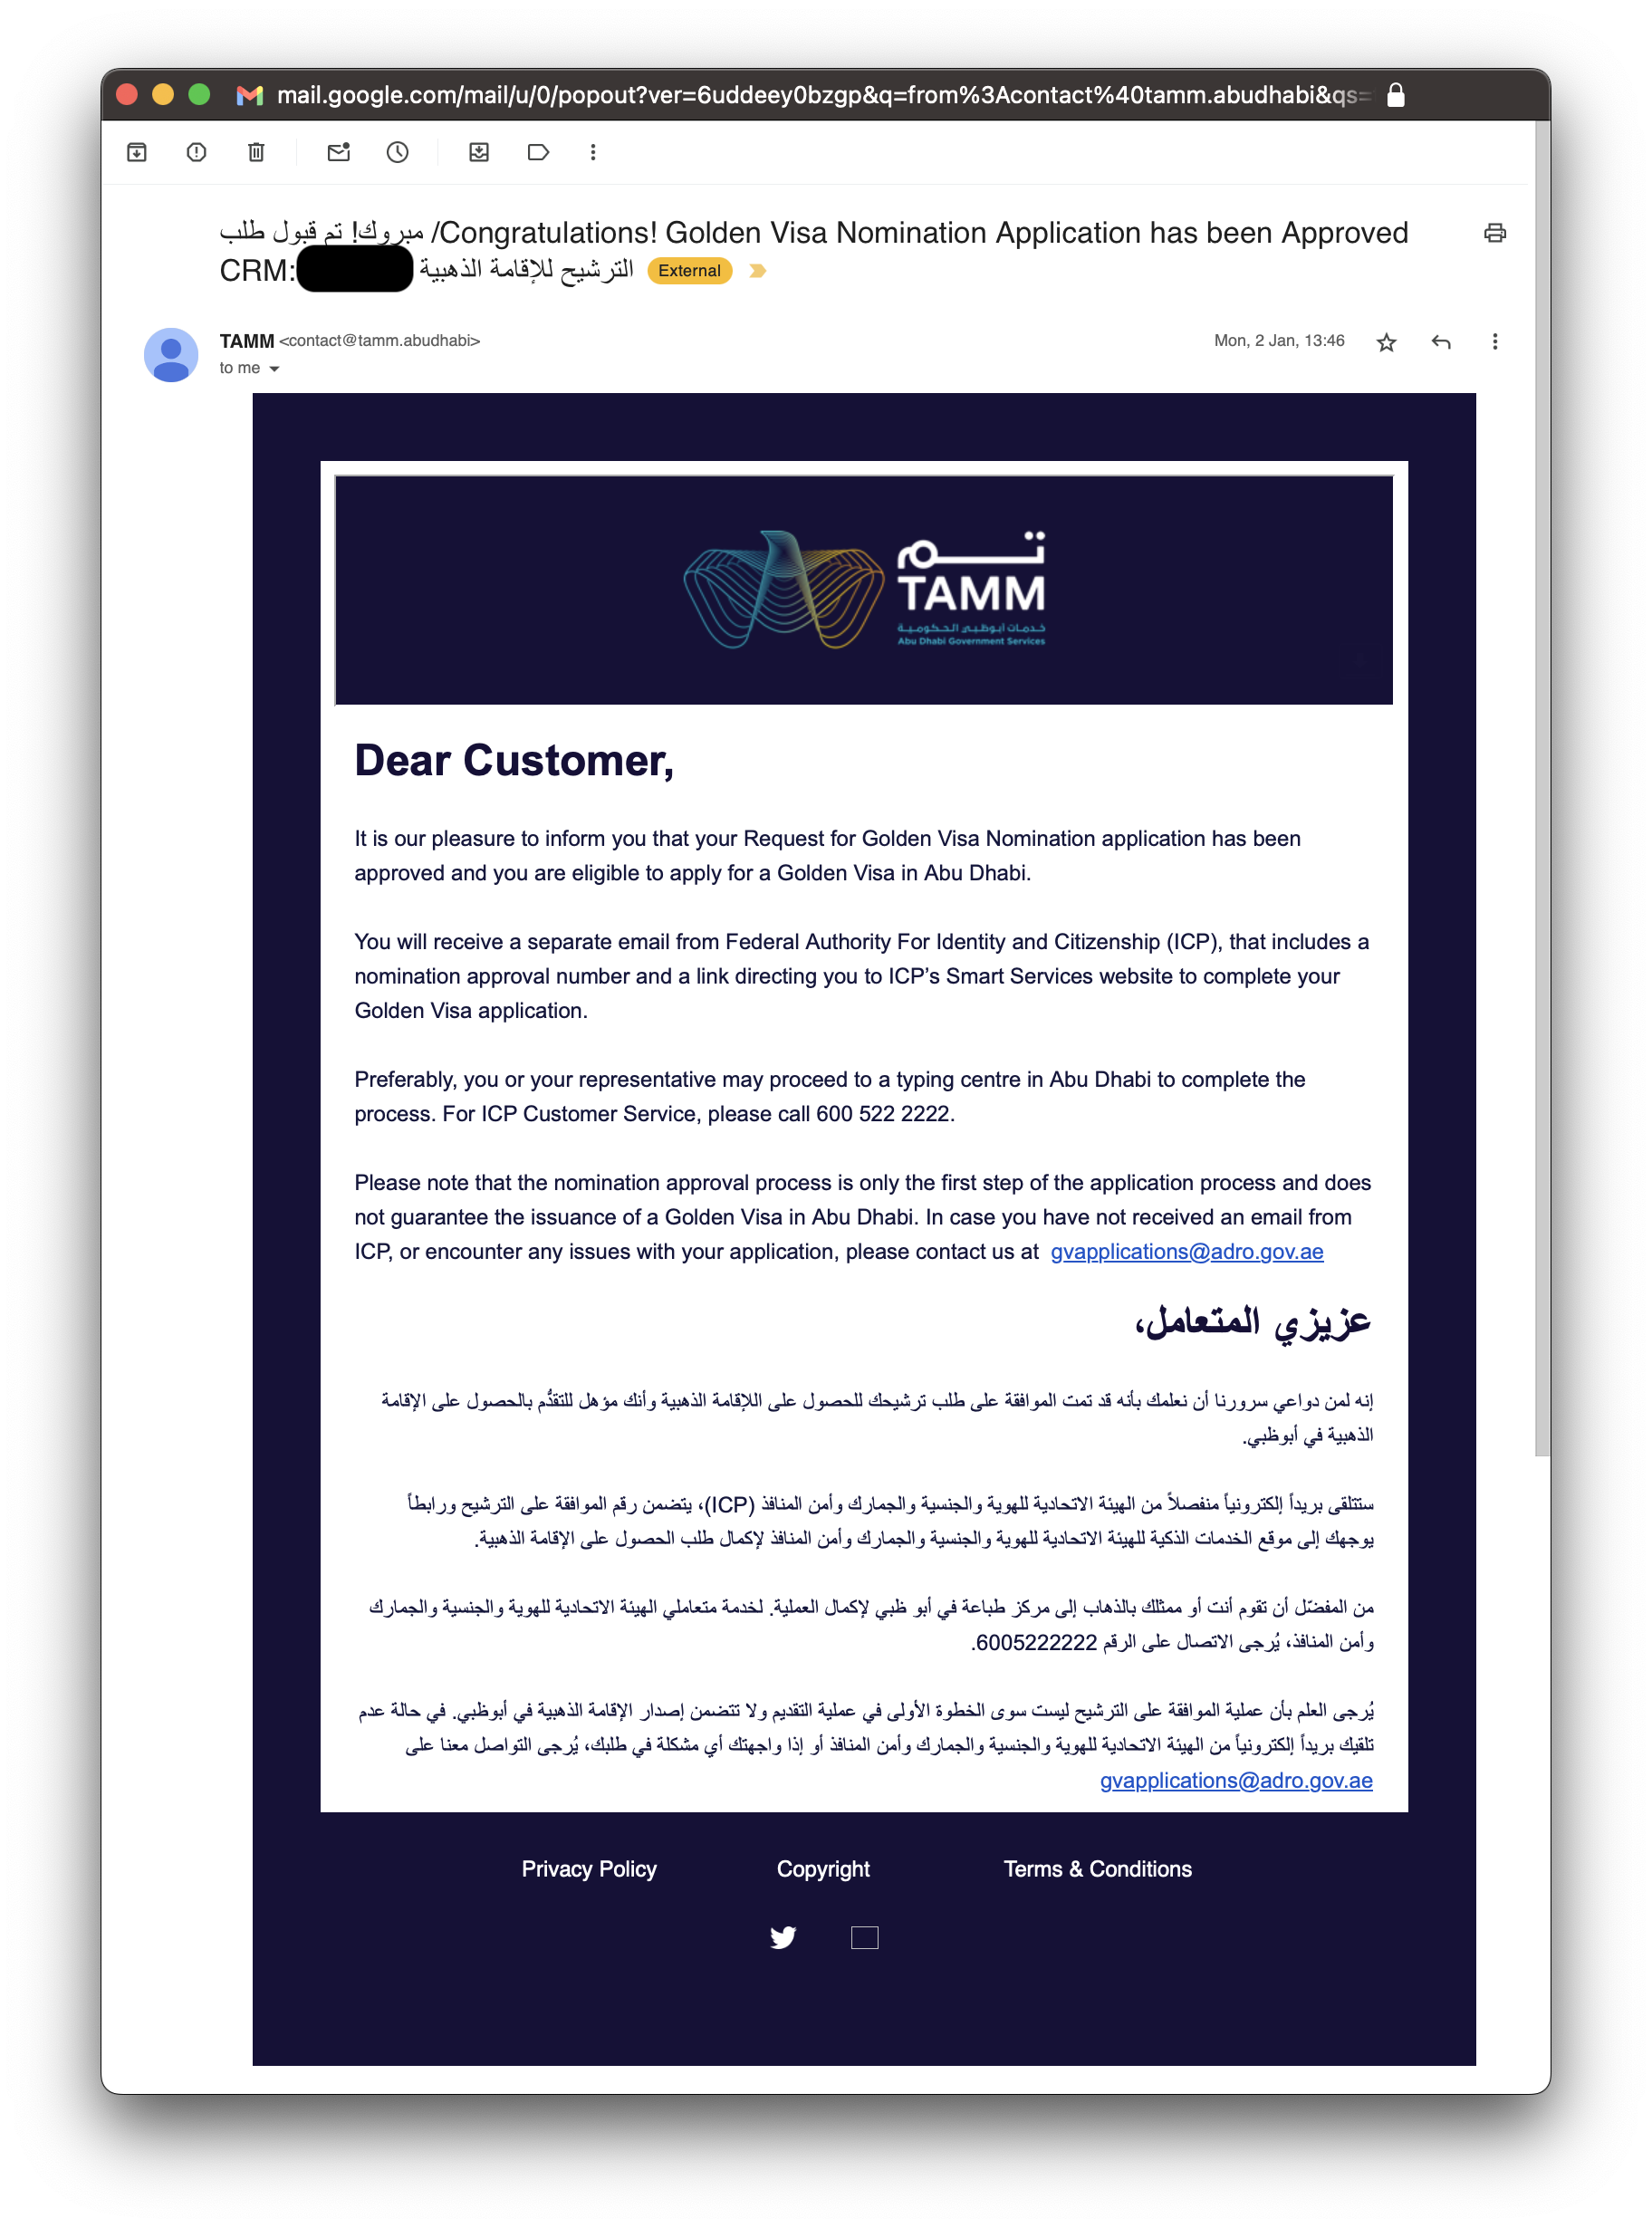 mail.google.com/mail/u/0/popout?ver=6uddeey0bzgp&q=from%3Acontact%40tamm.abudhabi&qs=
مبروك! تم قبول طلب /Congratulations! Golden Visa Nomination Application has been Approved
CRM: الترشيح للإقامة الذهبية External
TAMM <contact@tamm.abudhabi> Mon, 2 Jan, 13:46
to me
تم
TAMM
خدمات أبوظبي الحكومية
Abu Dhabi Government Services
Dear Customer,
It is our pleasure to inform you that your Request for Golden Visa Nomination application has been
approved and you are eligible to apply for a Golden Visa in Abu Dhabi.
You will receive a separate email from Federal Authority For Identity and Citizenship (ICP), that includes a
nomination approval number and a link directing you to ICP’s Smart Services website to complete your
Golden Visa application.
Preferably, you or your representative may proceed to a typing centre in Abu Dhabi to complete the
process. For ICP Customer Service, please call 600 522 2222.
Please note that the nomination approval process is only the first step of the application process and does
not guarantee the issuance of a Golden Visa in Abu Dhabi. In case you have not received an email from
ICP, or encounter any issues with your application, please contact us at gvapplications@adro.gov.ae
عزيزي المتعامل،
إنه لمن دواعي سرورنا أن نعلمك بأنه قد تمت الموافقة على طلب ترشيحك للحصول على اللإقامة الذهبية وأنك مؤهل للتقدُّم بالحصول على الإقامة
الذهبية في أبوظبي.
ستتلقى بريداً إلكترونياً منفصلاً من الهيئة الاتحادية للهوية والجنسية والجمارك وأمن المنافذ (ICP)، يتضمن رقم الموافقة على الترشيح ورابطاً
يوجهك إلى موقع الخدمات الذكية للهيئة الاتحادية للهوية والجنسية والجمارك وأمن المنافذ لإكمال طلب الحصول على الإقامة الذهبية.
من المفضّل أن تقوم أنت أو ممثلك بالذهاب إلى مركز طباعة في أبو ظبي لإكمال العملية. لخدمة متعاملي الهيئة الاتحادية للهوية والجنسية والجمارك
وأمن المنافذ، يُرجى الاتصال على الرقم 6005222222.
يُرجى العلم بأن عملية الموافقة على الترشيح ليست سوى الخطوة الأولى في عملية التقديم ولا تتضمن إصدار الإقامة الذهبية في أبوظبي. في حالة عدم
تلقيك بريداً إلكترونياً من الهيئة الاتحادية للهوية والجنسية والجمارك وأمن المنافذ أو إذا واجهتك أي مشكلة في طلبك، يُرجى التواصل معنا على
gvapplications@adro.gov.ae
Privacy Policy Copyright Terms & Conditions